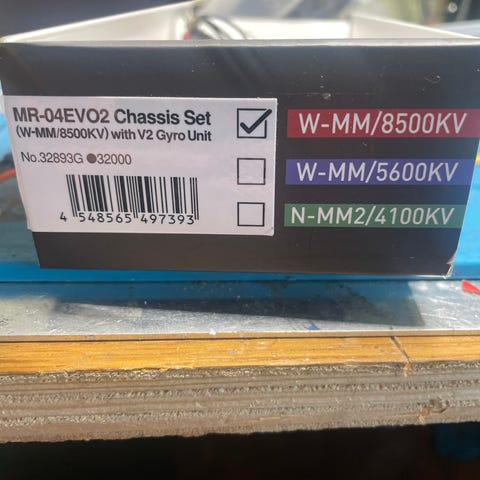 MR-04EVO2 Chassis Set
(W-MM/8500KV) with V2 Gyro Unit
No.32893G ●32000
4 548565 497393
W-MM/8500KV
W-MM/5600KV
N-MM2/4100KV